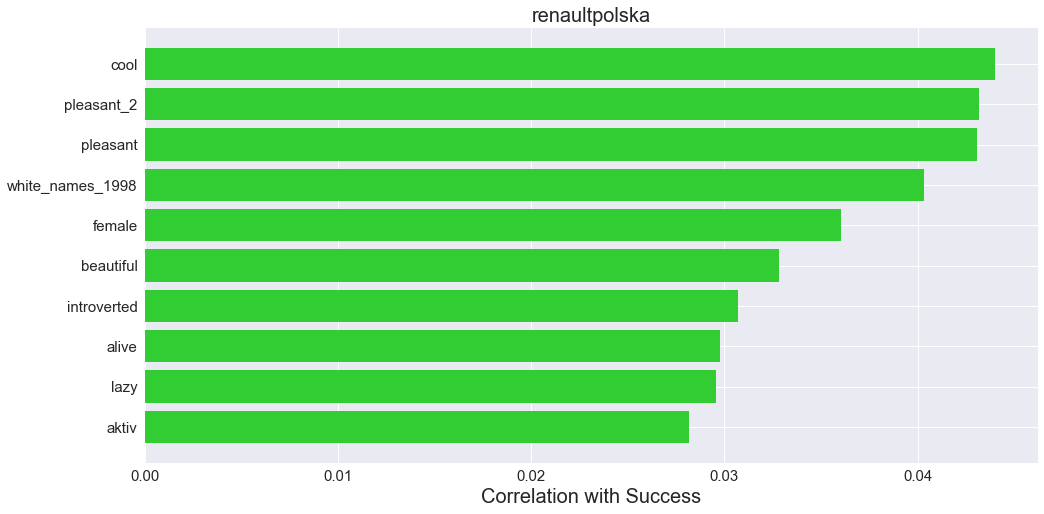 renaultpolska
cool
pleasant_2
pleasant
white_names_1998
female
beautiful
introverted
alive
lazy
aktiv
0.00 0.01 0.02 0.03 0.04
Correlation with Success